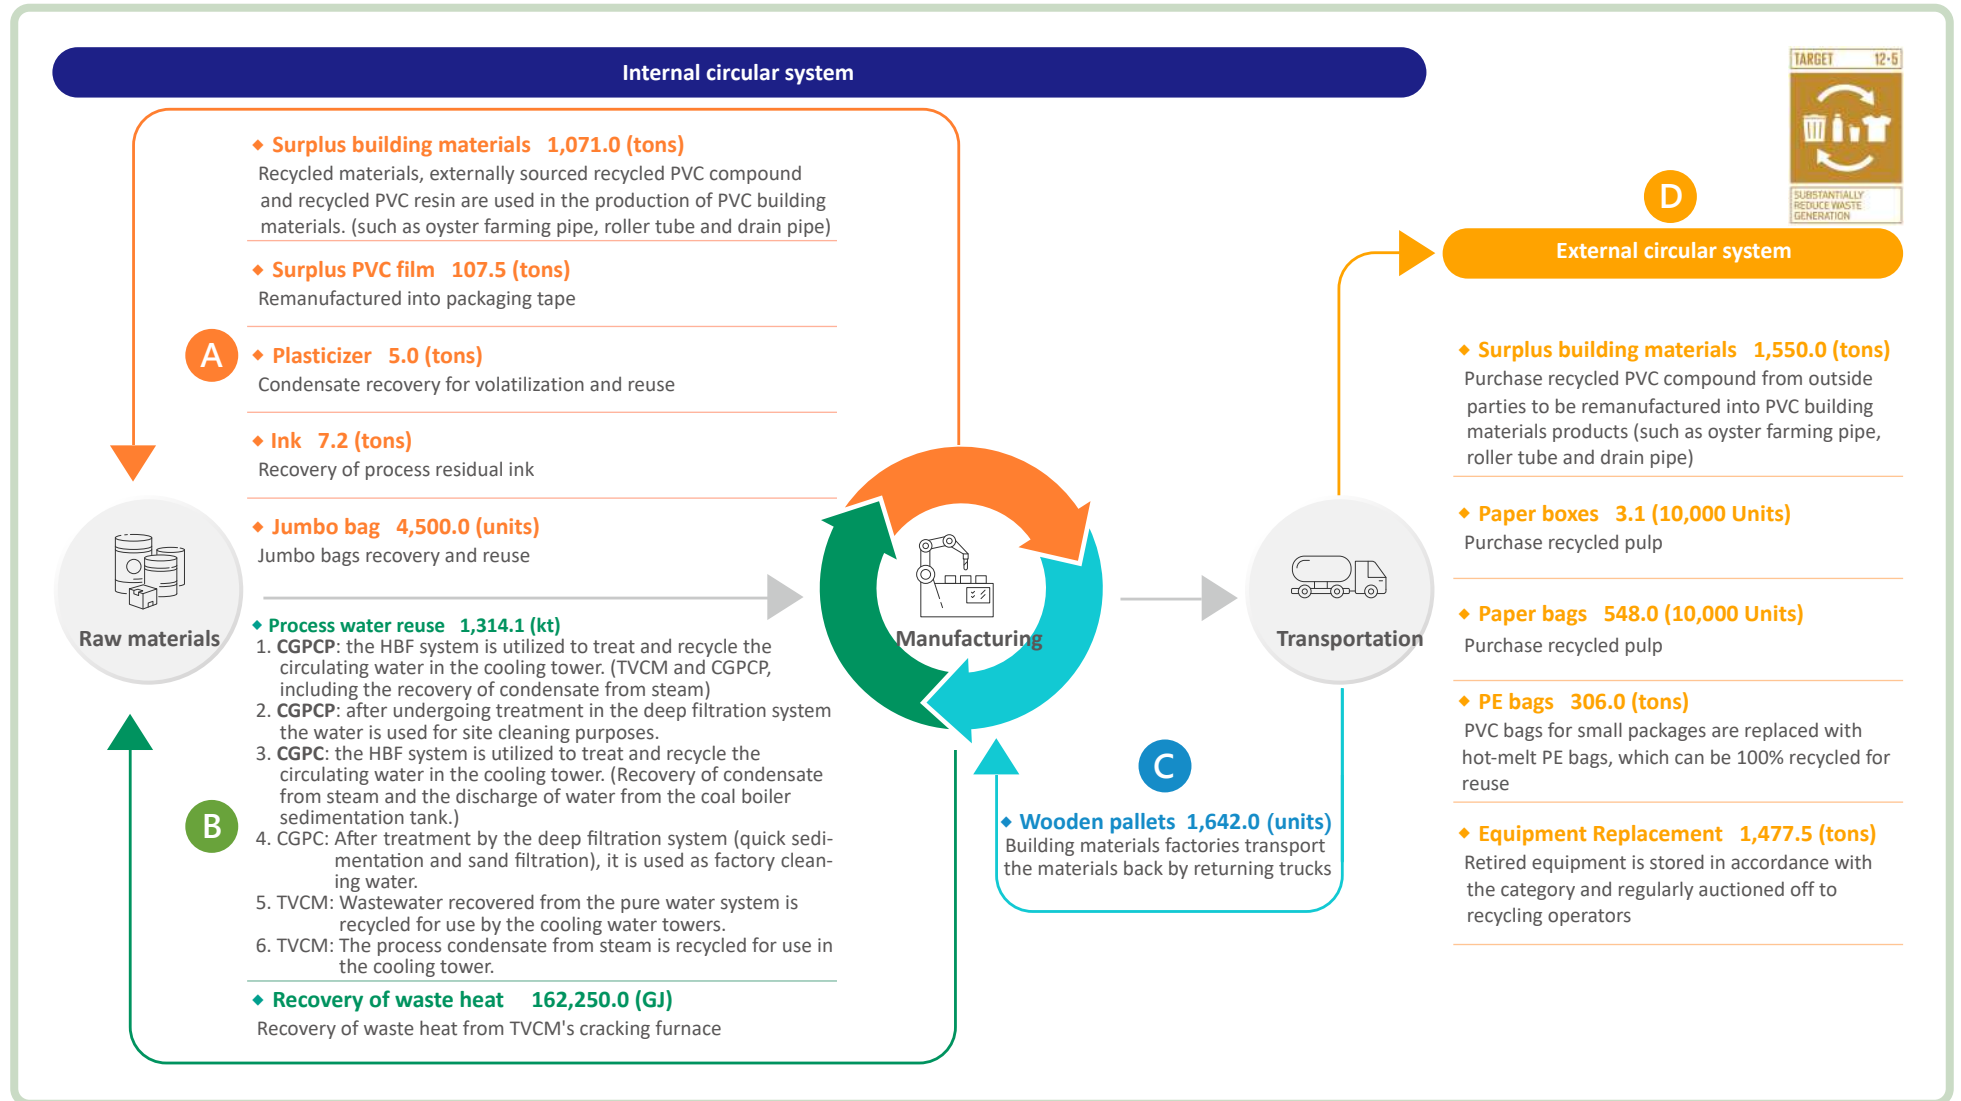 Internal circular system
TARGET 12·5
SUBSTANTIALLY
REDUCE WASTE
GENERATION
◆ Surplus building materials 1,071.0 (tons)
Recycled materials, externally sourced recycled PVC compound
and recycled PVC resin are used in the production of PVC building
materials. (such as oyster farming pipe, roller tube and drain pipe)
◆ Surplus PVC film 107.5 (tons)
Remanufactured into packaging tape
A
◆ Plasticizer 5.0 (tons)
Condensate recovery for volatilization and reuse
◆ Ink 7.2 (tons)
Recovery of process residual ink
◆ Jumbo bag 4,500.0 (units)
Jumbo bags recovery and reuse
Raw materials
Manufacturing
Transportation
B
◆ Process water reuse 1,314.1 (kt)
1. CGPCP: the HBF system is utilized to treat and recycle the
circulating water in the cooling tower. (TVCM and CGPCP,
including the recovery of condensate from steam)
2. CGPCP: after undergoing treatment in the deep filtration system
the water is used for site cleaning purposes.
3. CGPC: the HBF system is utilized to treat and recycle the
circulating water in the cooling tower. (Recovery of condensate
from steam and the discharge of water from the coal boiler
sedimentation tank.)
4. CGPC: After treatment by the deep filtration system (quick sedi-
mentation and sand filtration), it is used as factory clean-
ing water.
5. TVCM: Wastewater recovered from the pure water system is
recycled for use by the cooling water towers.
6. TVCM: The process condensate from steam is recycled for use in
the cooling tower.
◆ Recovery of waste heat 162,250.0 (GJ)
Recovery of waste heat from TVCM's cracking furnace
C
◆ Wooden pallets 1,642.0 (units)
Building materials factories transport
the materials back by returning trucks
D
External circular system
◆ Surplus building materials 1,550.0 (tons)
Purchase recycled PVC compound from outside
parties to be remanufactured into PVC building
materials products (such as oyster farming pipe,
roller tube and drain pipe)
◆ Paper boxes 3.1 (10,000 Units)
Purchase recycled pulp
◆ Paper bags 548.0 (10,000 Units)
Purchase recycled pulp
◆ PE bags 306.0 (tons)
PVC bags for small packages are replaced with
hot-melt PE bags, which can be 100% recycled for
reuse
◆ Equipment Replacement 1,477.5 (tons)
Retired equipment is stored in accordance with
the category and regularly auctioned off to
recycling operators